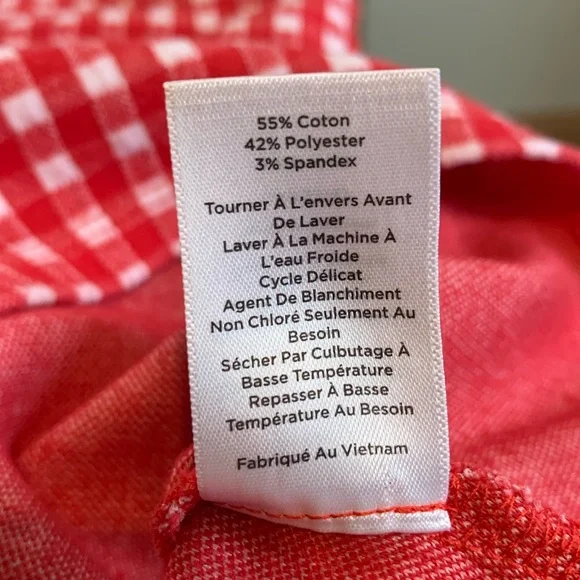 55% Coton
42% Polyester
3% Spandex
Tourner À L'envers Avant
De Laver
Laver À La Machine À
L'eau Froide
Cycle Délicat
Agent De Blanchiment
Non Chloré Seulement Au
Besoin
Sécher Par Culbutage À
Basse Température
Repasser À Basse
Température Au Besoin
Fabriqué Au Vietnam